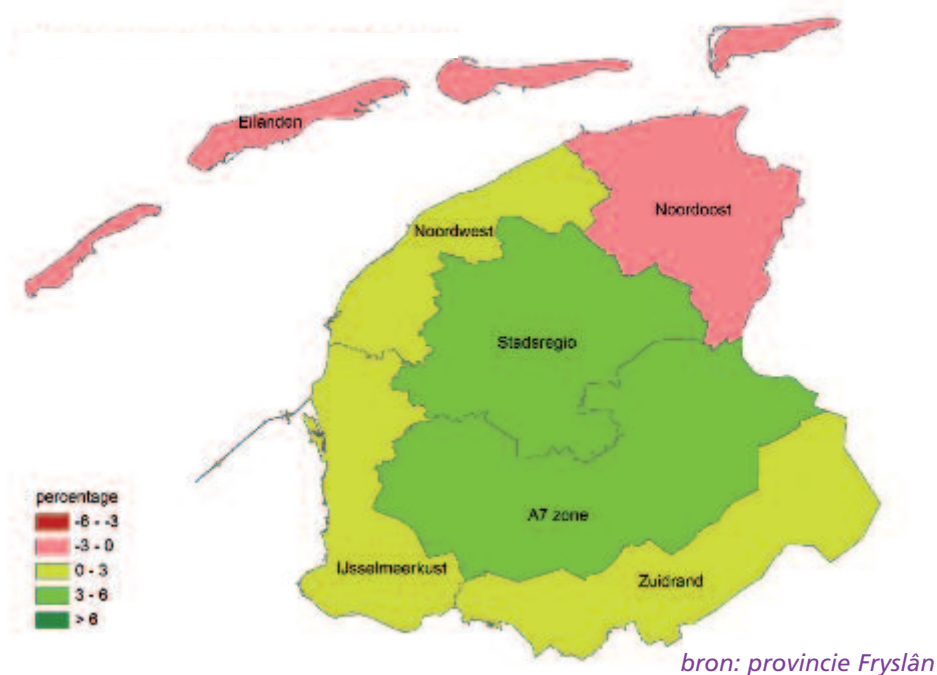 Eilanden
Noordoost
Noordwest
Stadsregio
A7 zone
IJsselmeerkust
Zuidrand
percentage
-6 - -3
-3 - 0
0 - 3
3 - 6
> 6
bron: provincie Fryslân